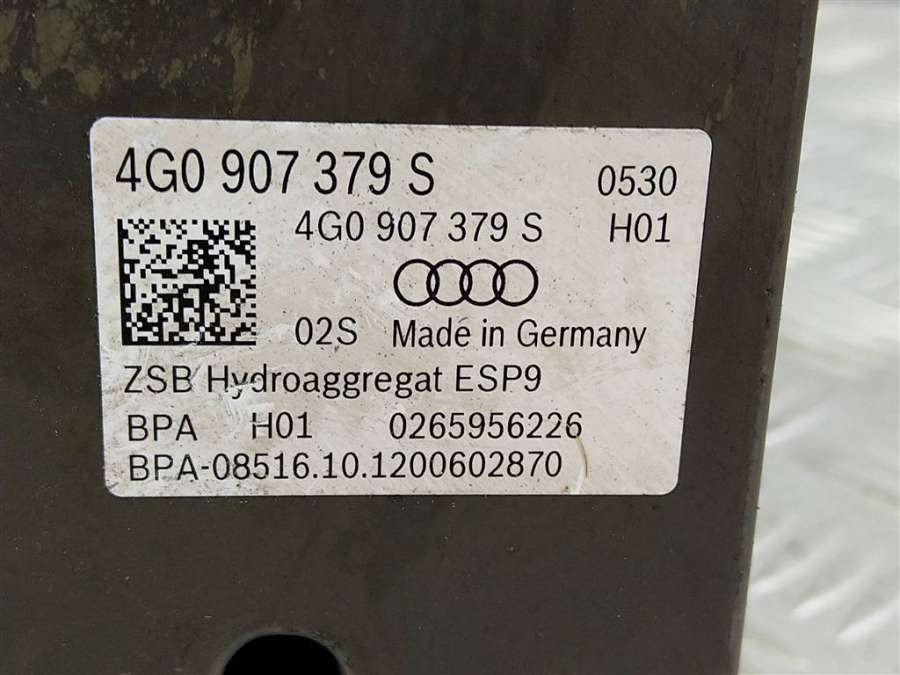 4G0 907 379 S 0530
4G0 907 379 S H01
02S Made in Germany
ZSB Hydroaggregat ESP9
BPA H01 0265956226
BPA-08516.10.1200602870